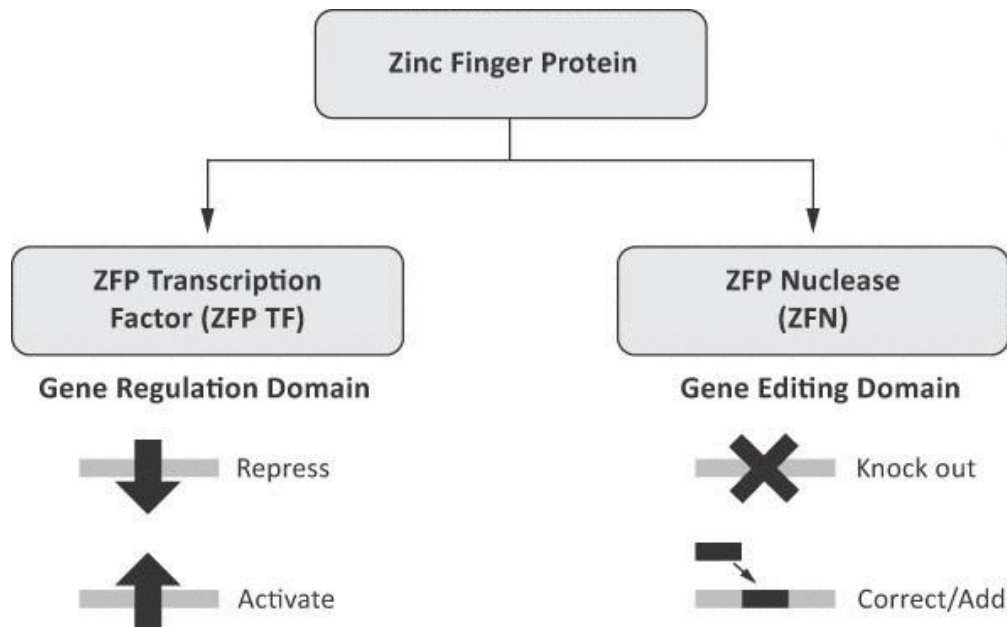 Zinc Finger Protein
ZFP Transcription
Factor (ZFP TF)
Gene Regulation Domain
Repress
Activate
ZFP Nuclease
(ZFN)
Gene Editing Domain
Knock out
Correct/Add